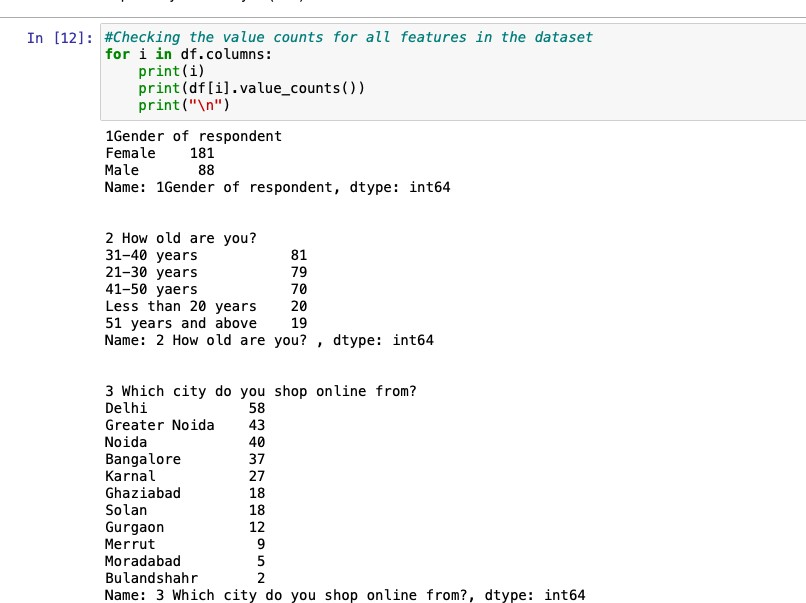 In [12]: #Checking the value counts for all features in the dataset
for i in df.columns:
    print(i)
    print(df[i].value_counts())
    print("\n")
1Gender of respondent
Female    181
Male       88
Name: 1Gender of respondent, dtype: int64
2 How old are you?
31-40 years           81
21-30 years           79
41-50 yaers           70
Less than 20 years    20
51 years and above    19
Name: 2 How old are you? , dtype: int64
3 Which city do you shop online from?
Delhi            58
Greater Noida    43
Noida            40
Bangalore        37
Karnal           27
Ghaziabad        18
Solan            18
Gurgaon          12
Merrut            9
Moradabad         5
Bulandshahr       2
Name: 3 Which city do you shop online from?, dtype: int64